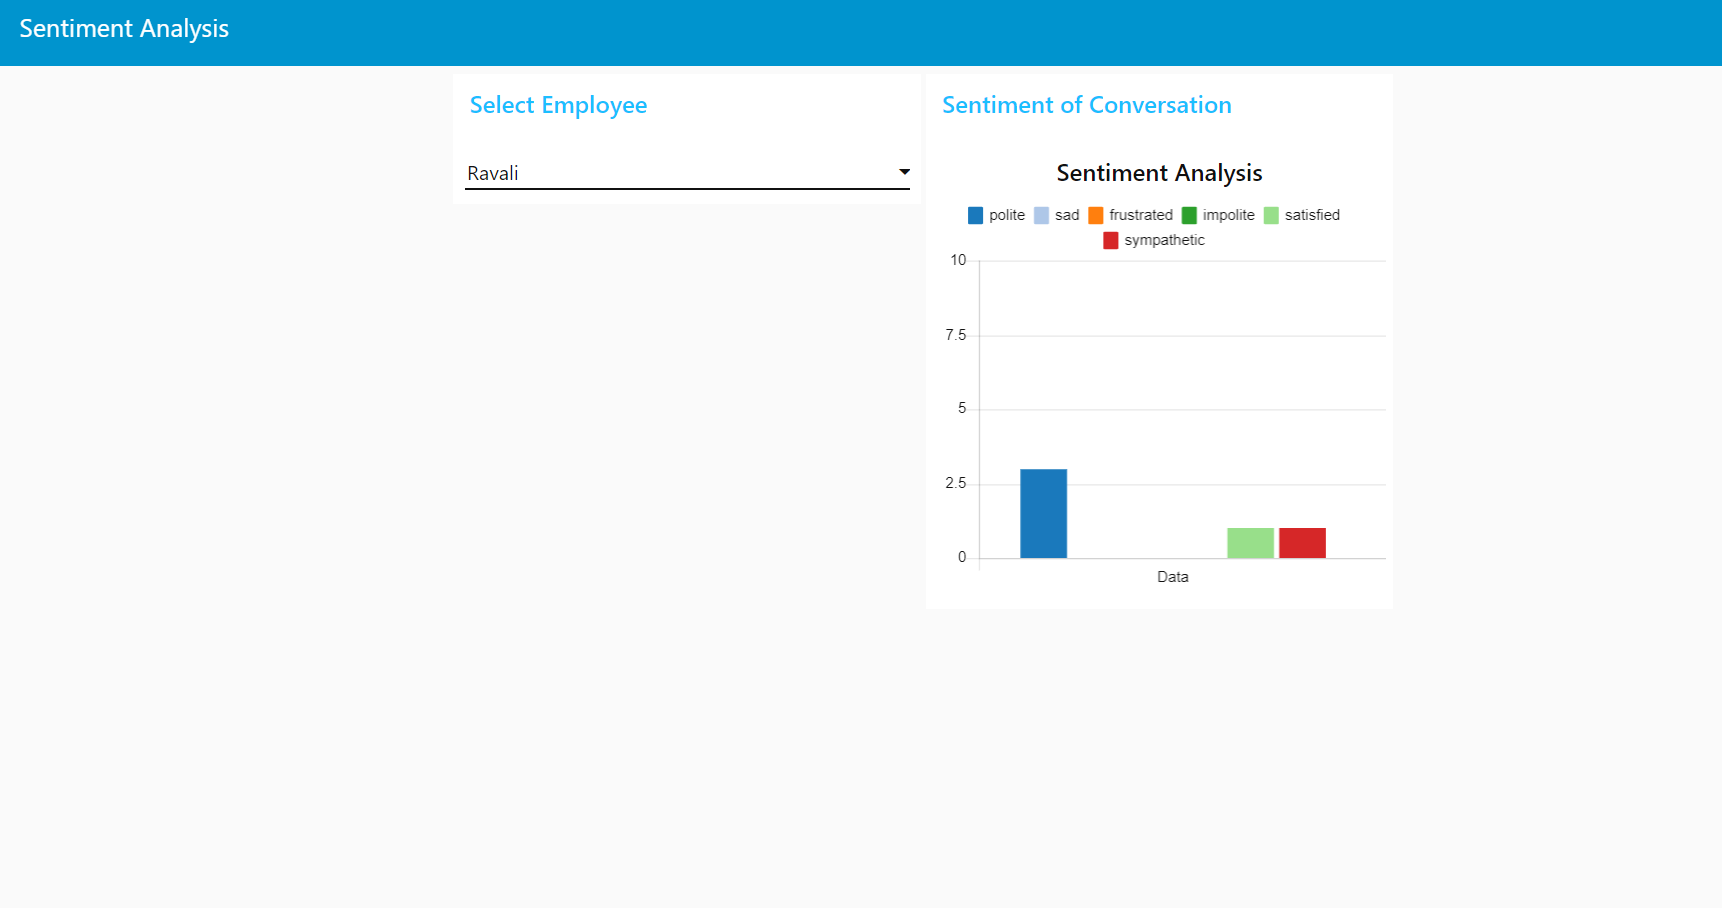 Sentiment Analysis
Select Employee
Ravali
Sentiment of Conversation
Sentiment Analysis
polite sad frustrated impolite satisfied
sympathetic
10
7.5
5
2.5
0
Data